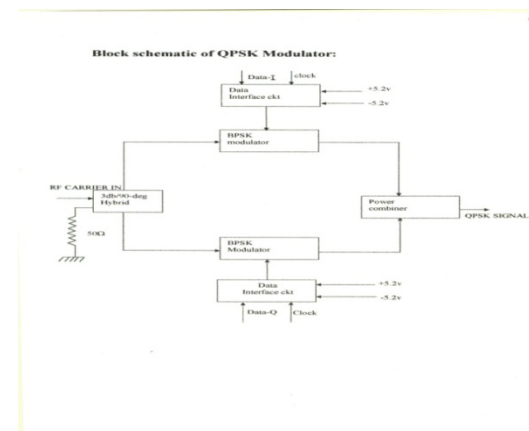 Block schematic of QPSK Modulator:
Data-I clock
Data
Interface ckt
+5.2v
-5.2v
BPSK
modulator
RF CARRIER IN
3db/90-deg
Hybrid
50Ω
Power
combiner
QPSK SIGNAL
BPSK
Modulator
Data
Interface ckt
+5.2v
-5.2v
Data-Q Clock